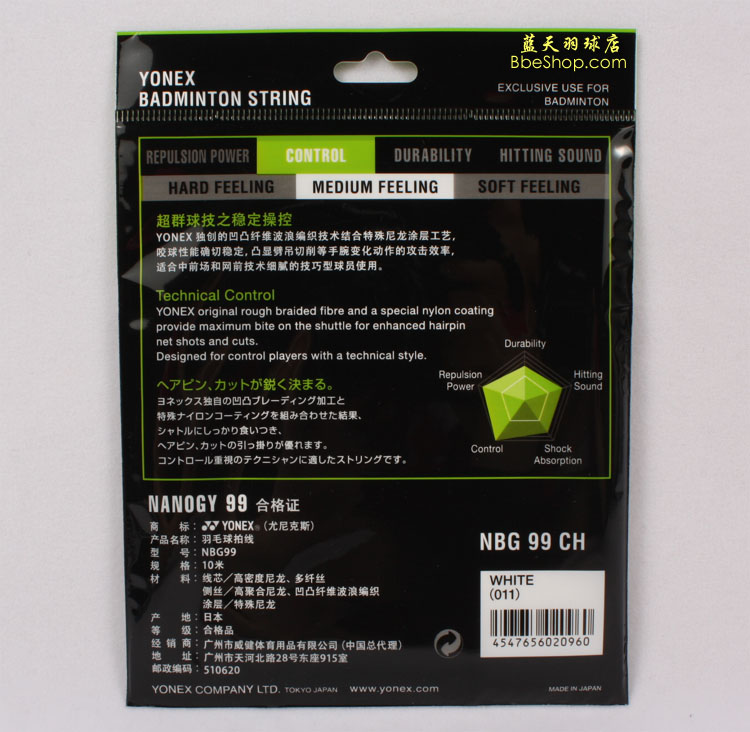 蓝天羽球店
BbeShop.com
YONEX
BADMINTON STRING
EXCLUSIVE USE FOR
BADMINTON
REPULSION POWER CONTROL DURABILITY HITTING SOUND
HARD FEELING MEDIUM FEELING SOFT FEELING
超群球技之稳定操控
YONEX 独创的凹凸纤维波浪编织技术结合特殊尼龙涂层工艺,
咬球性能确切稳定,凸显劈吊切削等手腕变化动作的攻击效率,
适合中前场和网前技术细腻的技巧型球员使用。
Technical Control
YONEX original rough braided fibre and a special nylon coating
provide maximum bite on the shuttle for enhanced hairpin
net shots and cuts.
Designed for control players with a technical style.
ヘアピン、カットが鋭く決まる。
ヨネックス独自の凹凸ブレーディング加工と
特殊ナイロンコーティングを組み合わせた結果、
シャトルにしっかり食いつき、
ヘアピン、カットの引っ掛りが優れます。
コントロール重視のテクニシャンに適したストリングです。
Durability
Repulsion
Power
Hitting
Sound
Control
Shock
Absorption
NANOGY 99 合格证
商 标: YONEX® (尤尼克斯)
产品名称: 羽毛球拍线
型 号: NBG99
规 格: 10米
材 料: 线芯/高密度尼龙、多纤丝
侧丝/高聚合尼龙、凹凸纤维波浪编织
涂层/特殊尼龙
产 地: 日本
等 级: 合格品
经 销 商: 广州市威健体育用品有限公司 (中国总代理)
地 址: 广州市天河北路28号东座915室
邮政编码: 510620
NBG 99 CH
WHITE
(011)
4547656020960
YONEX COMPANY LTD. TOKYO JAPAN www.yonex.com
MADE IN JAPAN